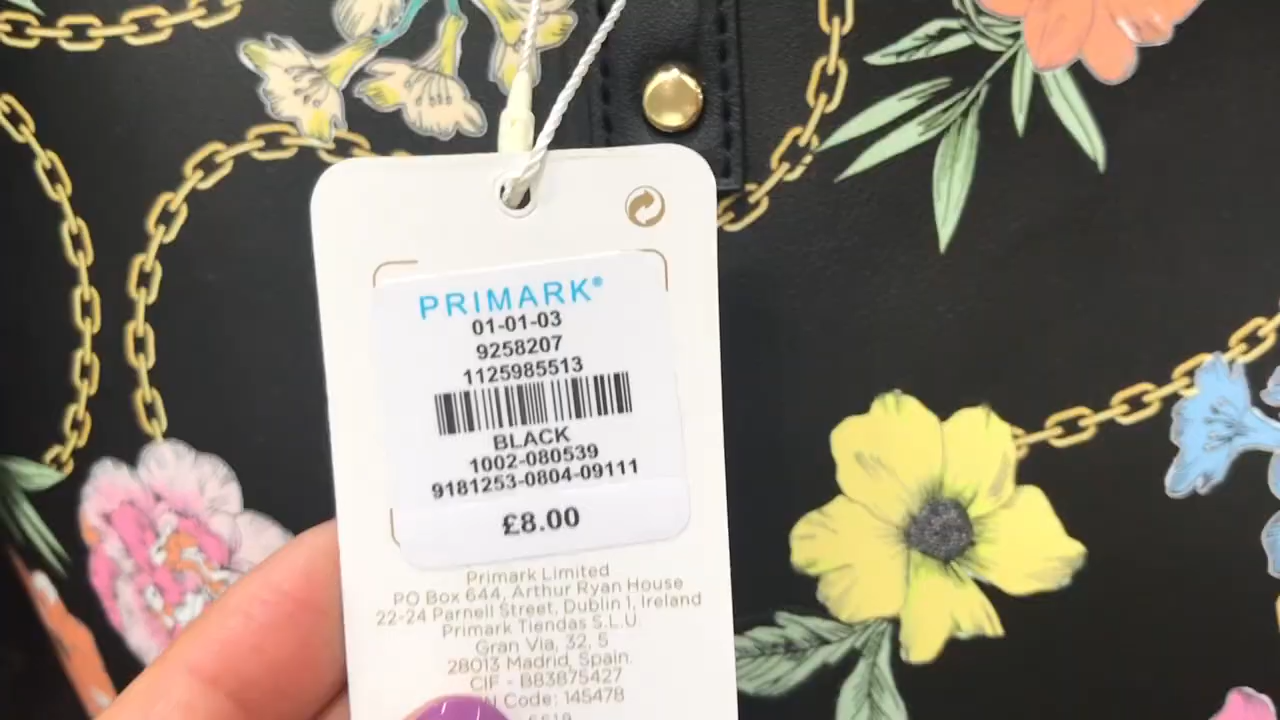 PRIMARK®
01-01-03
9258207
1125985513
BLACK
1002-080539
9181253-0804-09111
£8.00
Primark Limited
PO Box 644, Arthur Ryan House
22-24 Parnell Street, Dublin 1, Ireland
Primark Tiendas S.L.U.
Gran Via, 32, 5
28013 Madrid, Spain.
CIF - B83875427
Code: 145478